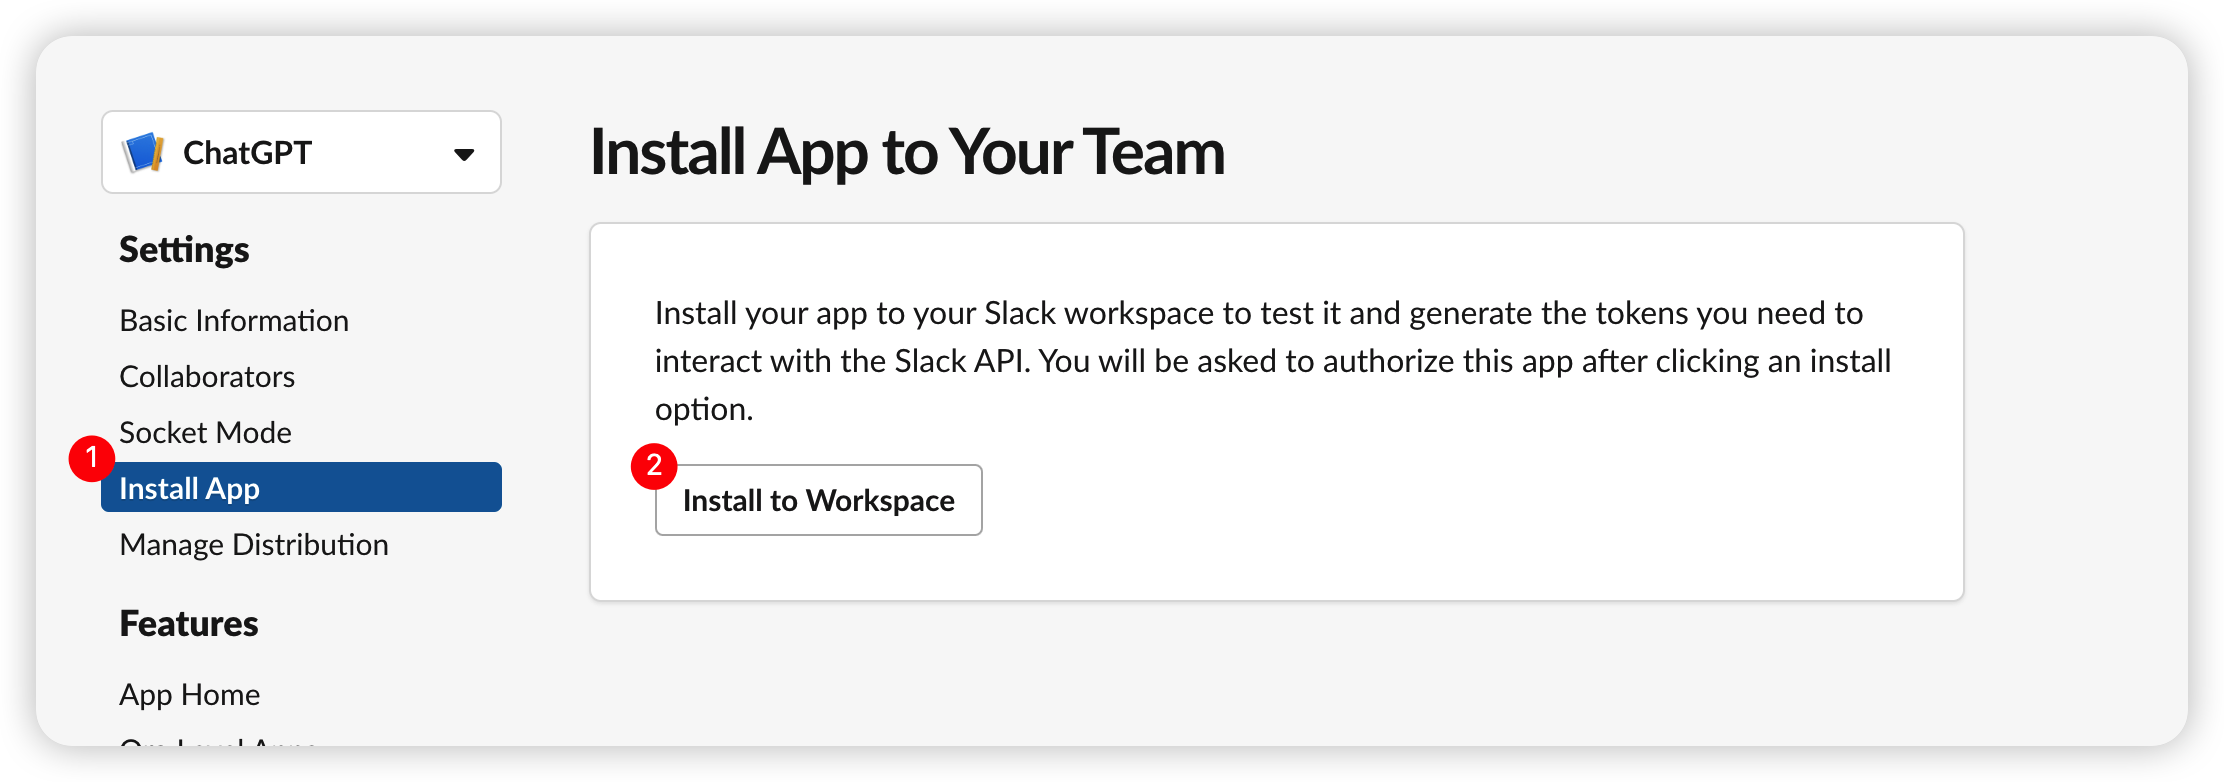 ChatGPT
Settings
Basic Information
Collaborators
Socket Mode
1
Install App
Manage Distribution
Features
App Home
Install App to Your Team
Install your app to your Slack workspace to test it and generate the tokens you need to
interact with the Slack API. You will be asked to authorize this app after clicking an install
option.
2
Install to Workspace